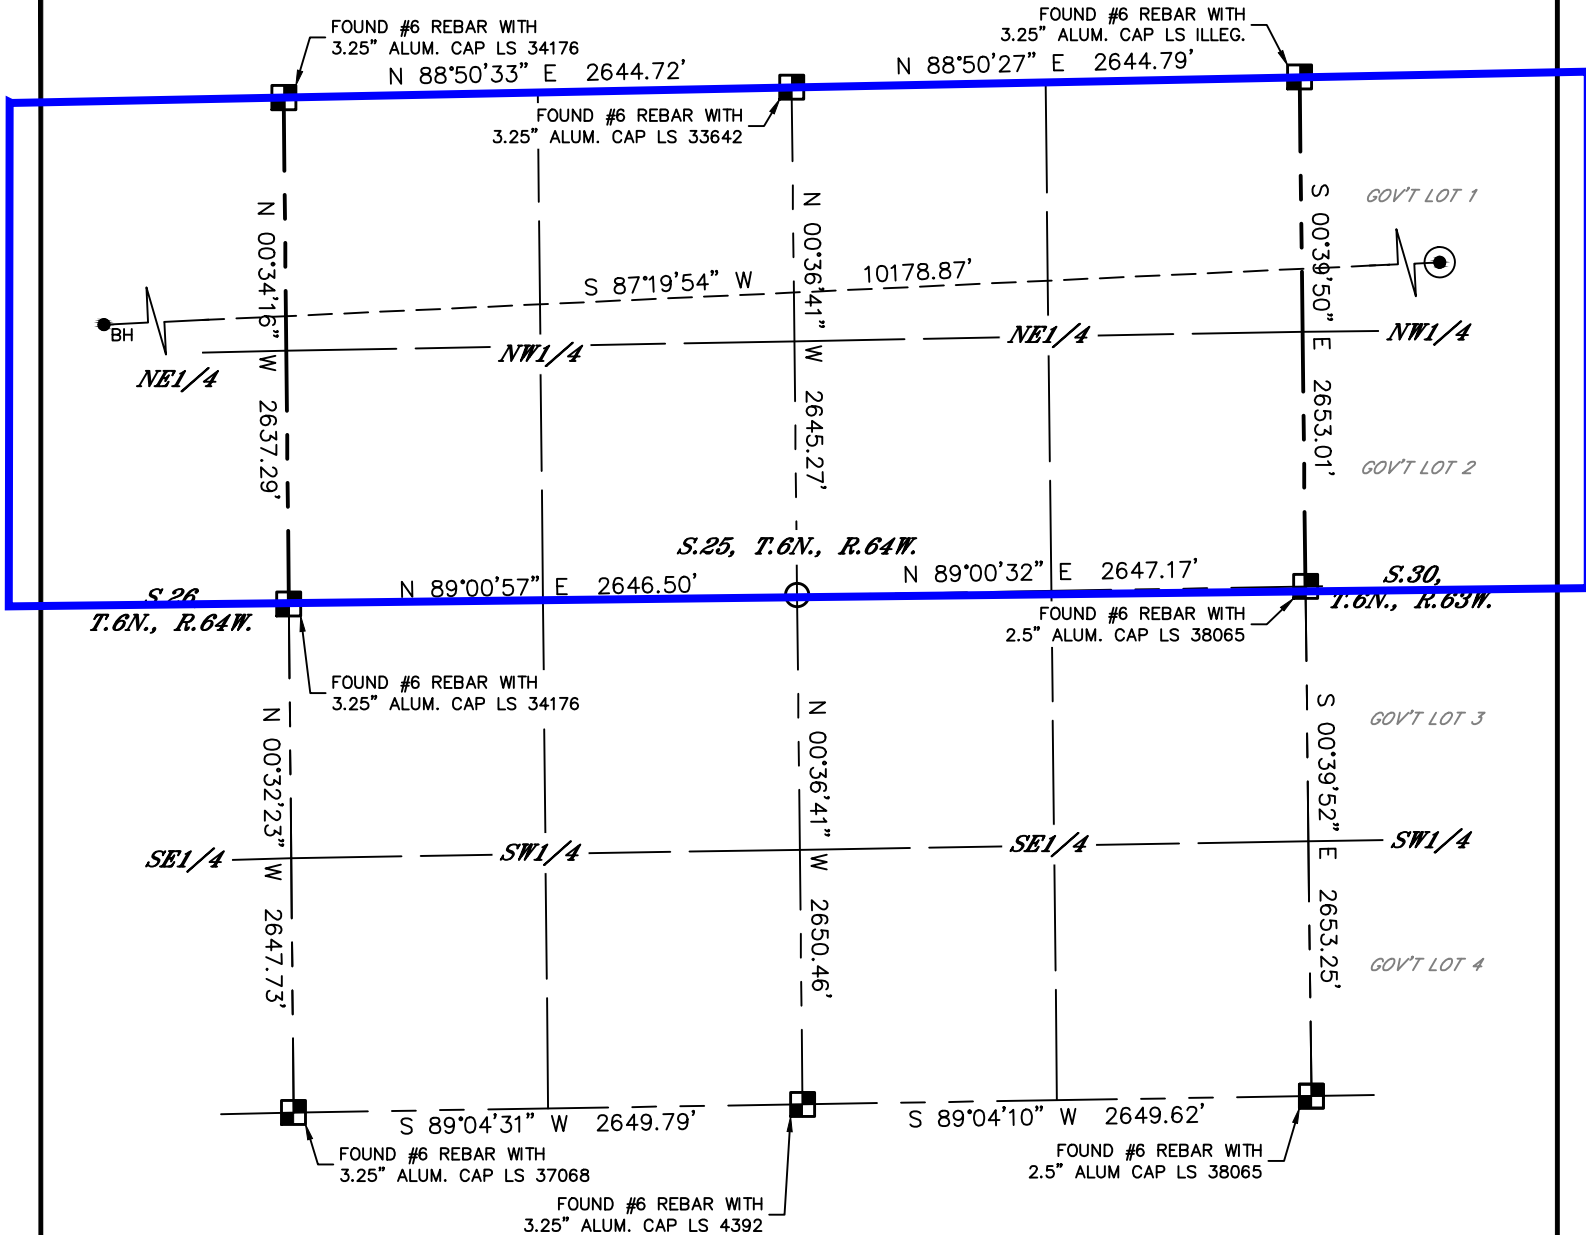 FOUND #6 REBAR WITH
3.25" ALUM. CAP LS 34176
FOUND #6 REBAR WITH
3.25" ALUM. CAP LS ILLEG.
N 88°50'33" E 2644.72'
N 88°50'27" E 2644.79'
FOUND #6 REBAR WITH
3.25" ALUM. CAP LS 33642
N 00°34'16" W 2637.29'
N 00°36'41" W 2645.27'
S 00°39'50" E 2653.01'
GOV'T LOT 1
S 87°19'54" W 10178.87'
BH
NE1/4
NW1/4
NE1/4
NW1/4
GOV'T LOT 2
S.25, T.6N., R.64W.
N 89°00'57" E 2646.50'
N 89°00'32" E 2647.17'
S.26
T.6N., R.64W.
S.30,
T.6N., R.63W.
FOUND #6 REBAR WITH
2.5" ALUM. CAP LS 38065
FOUND #6 REBAR WITH
3.25" ALUM. CAP LS 34176
N 00°32'23" W 2647.73'
N 00°36'41" W 2650.46'
S 00°39'52" E 2653.25'
GOV'T LOT 3
SE1/4
SW1/4
SE1/4
SW1/4
GOV'T LOT 4
S 89°04'31" W 2649.79'
S 89°04'10" W 2649.62'
FOUND #6 REBAR WITH
3.25" ALUM. CAP LS 37068
FOUND #6 REBAR WITH
3.25" ALUM. CAP LS 4392
FOUND #6 REBAR WITH
2.5" ALUM CAP LS 38065